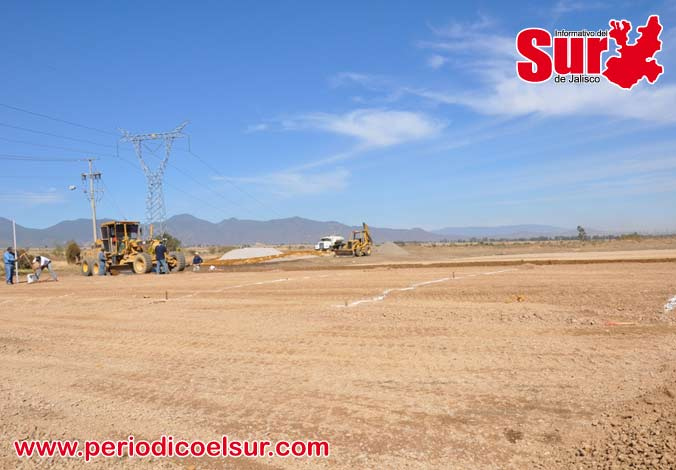 Informativo del
Sur
de Jalisco
www.periodicoelsur.com